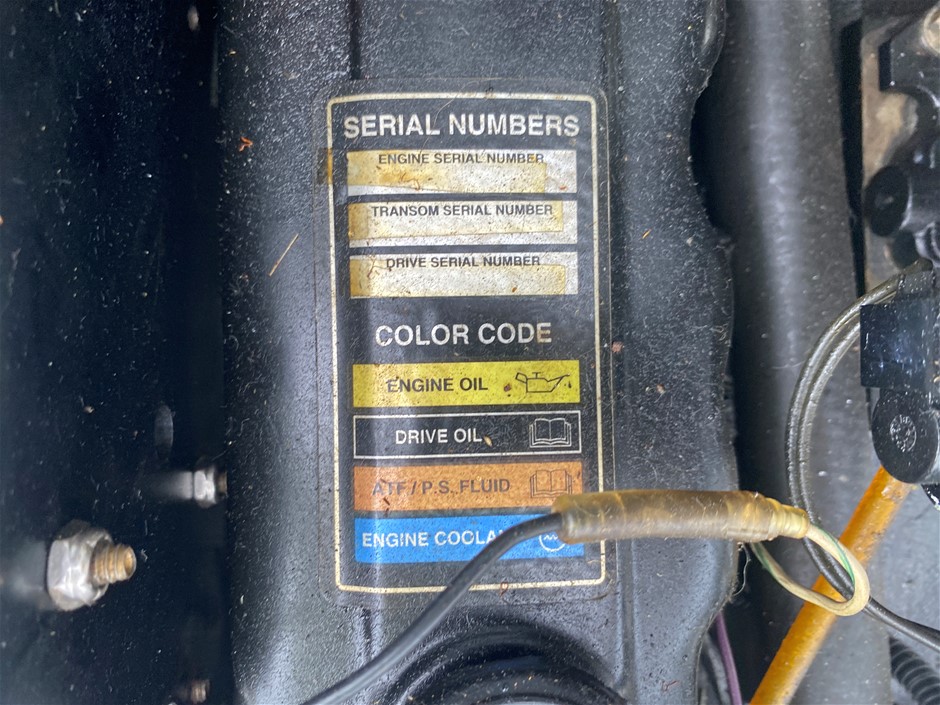 SERIAL NUMBERS
ENGINE SERIAL NUMBER
TRANSOM SERIAL NUMBER
DRIVE SERIAL NUMBER
COLOR CODE
ENGINE OIL
DRIVE OIL
ATF / P.S. FLUID
ENGINE